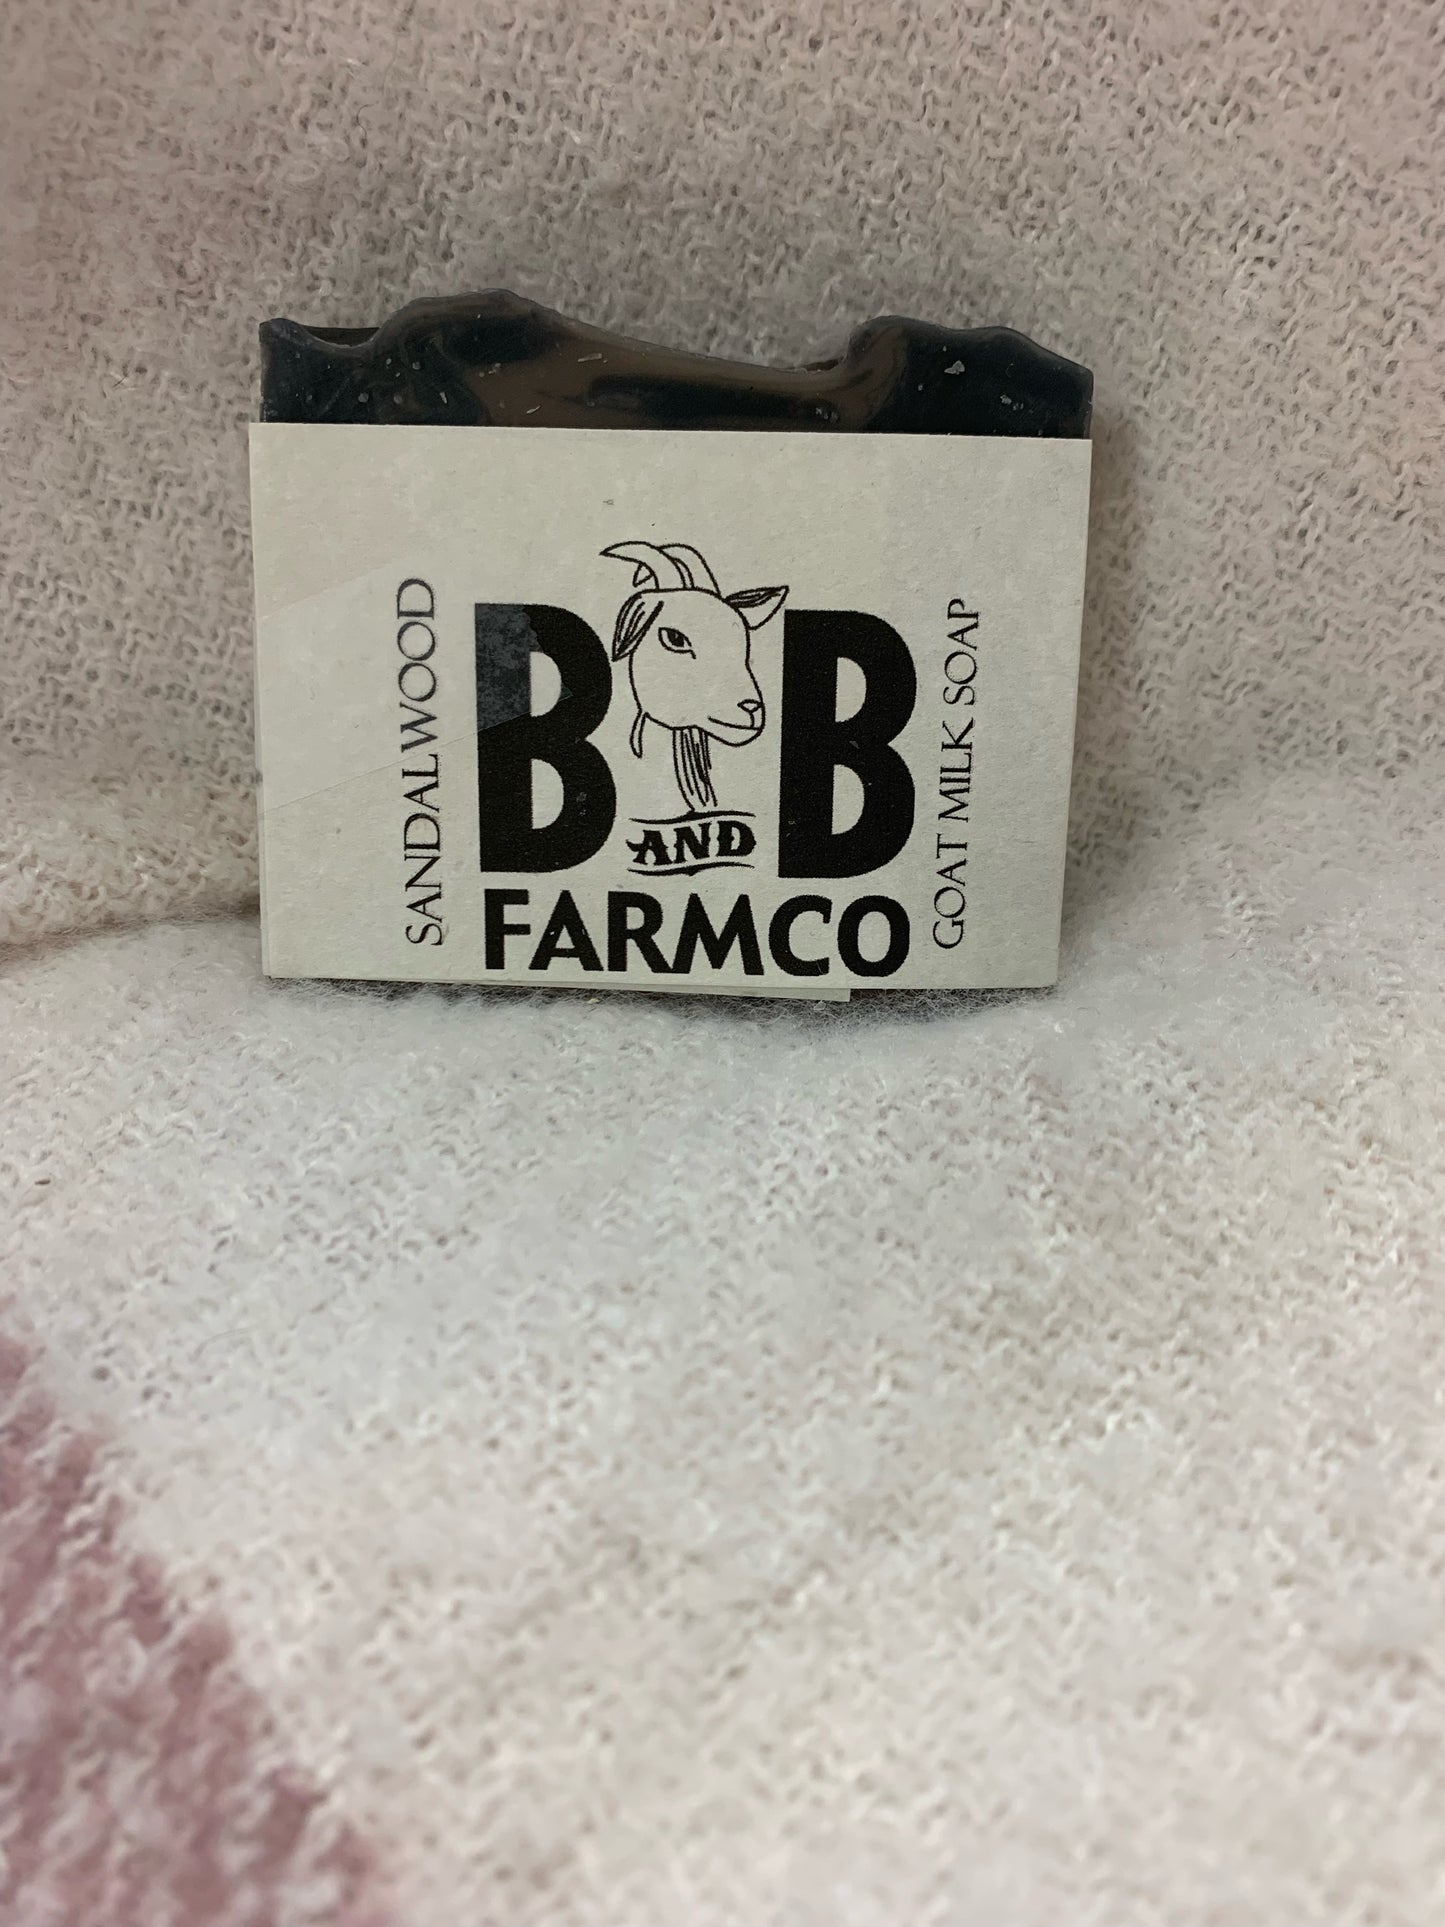 SANDALWOOD
B AND B
FARMCO
GOAT MILK SOAP